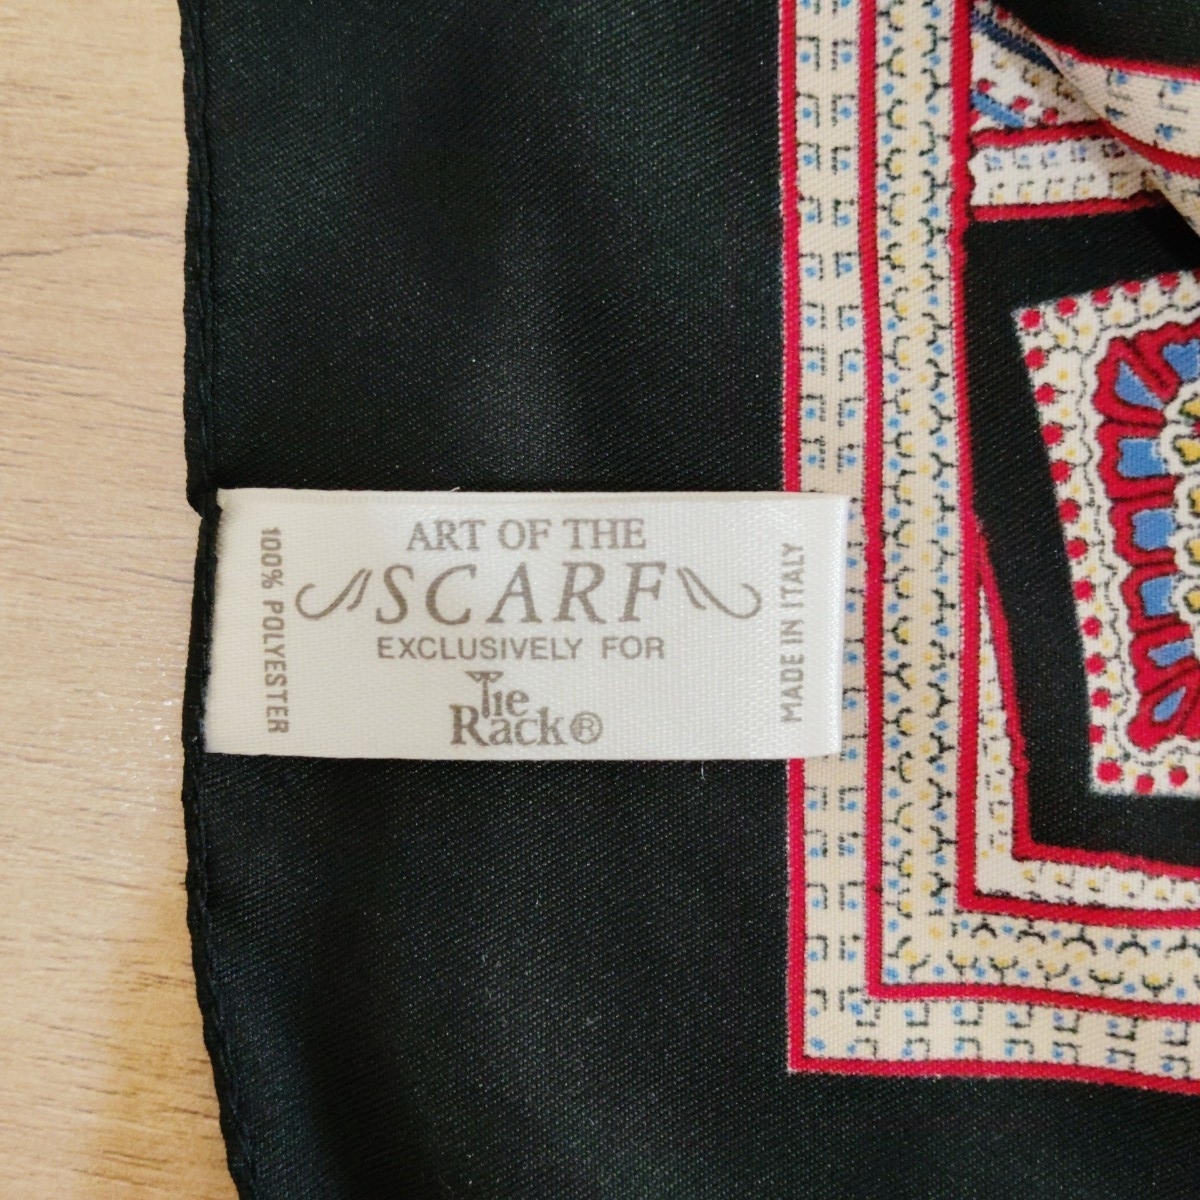 100% POLYESTER
ART OF THE
SCARF
EXCLUSIVELY FOR
Tie
Rack®
MADE IN ITALY